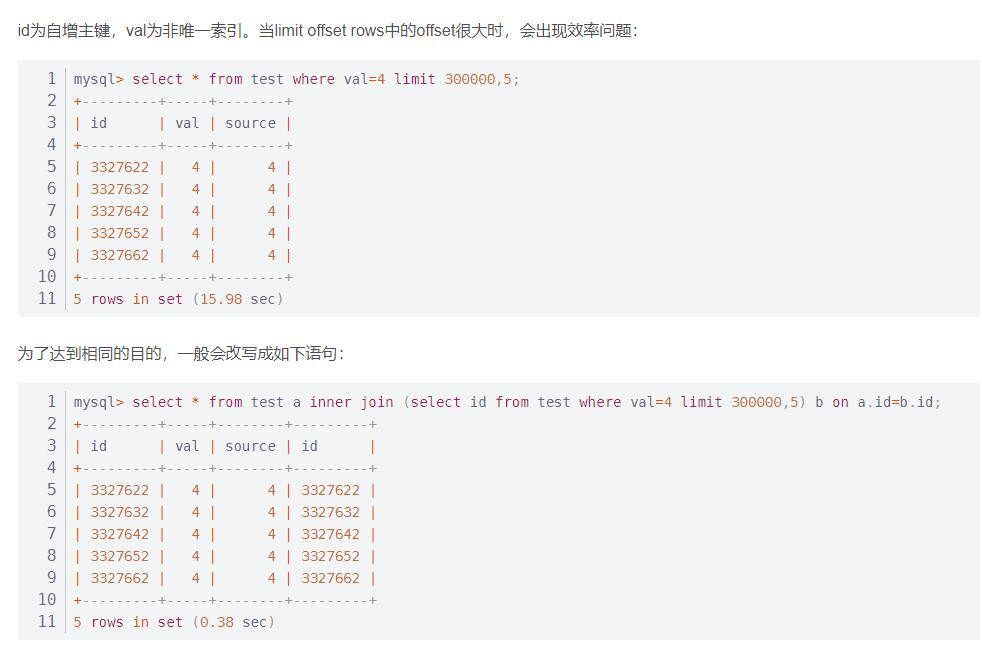 id为自增主键，val为非唯一索引。当limit offset rows中的offset很大时，会出现效率问题：
1 mysql> select * from test where val=4 limit 300000,5;
2 +---------+-----+--------+
3 | id      | val | source |
4 +---------+-----+--------+
5 | 3327622 |   4 |      4 |
6 | 3327632 |   4 |      4 |
7 | 3327642 |   4 |      4 |
8 | 3327652 |   4 |      4 |
9 | 3327662 |   4 |      4 |
10 +---------+-----+--------+
11 5 rows in set (15.98 sec)
为了达到相同的目的，一般会改写成如下语句：
1 mysql> select * from test a inner join (select id from test where val=4 limit 300000,5) b on a.id=b.id;
2 +---------+-----+--------+---------+
3 | id      | val | source | id      |
4 +---------+-----+--------+---------+
5 | 3327622 |   4 |      4 | 3327622 |
6 | 3327632 |   4 |      4 | 3327632 |
7 | 3327642 |   4 |      4 | 3327642 |
8 | 3327652 |   4 |      4 | 3327652 |
9 | 3327662 |   4 |      4 | 3327662 |
10 +---------+-----+--------+---------+
11 5 rows in set (0.38 sec)